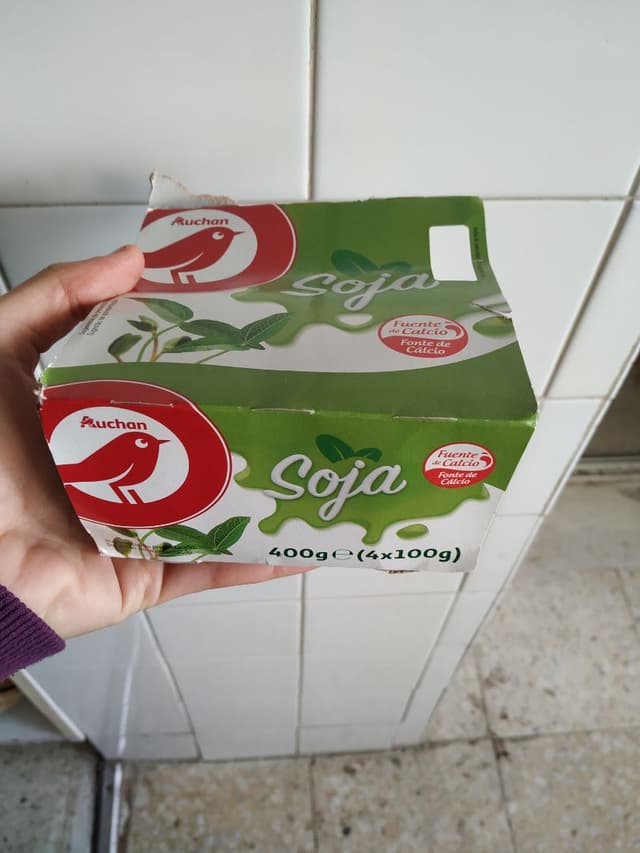 Auchan
Soja
Fuente
de Calcio
Fonte de
Cálcio
Auchan
Soja
Fuente
de Calcio
Fonte de
Cálcio
400g e (4x100g)